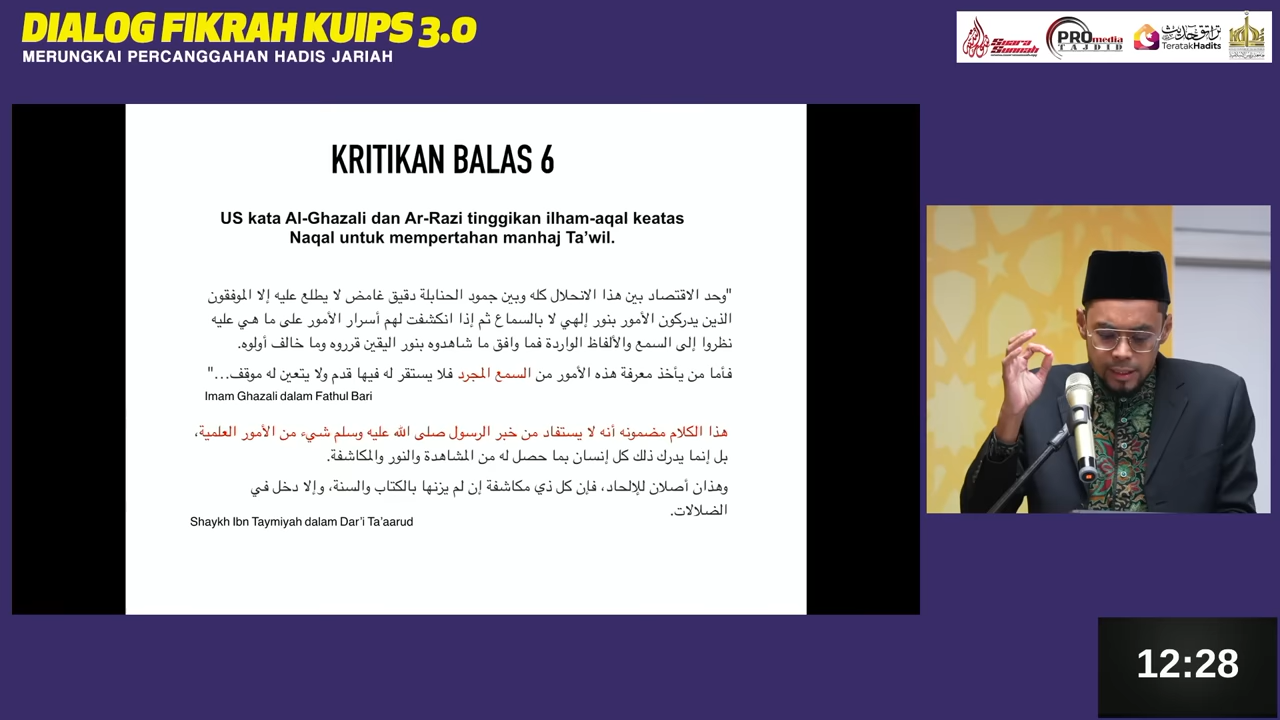 DIALOG FIKRAH KUIPS 3.0
MERUNGKAI PERCANGGAHAN HADIS JARIAH
Suara Sunnah
PRO media
TAJDID
TeratakHadits
KRITIKAN BALAS 6
US kata Al-Ghazali dan Ar-Razi tinggikan ilham-aqal keatas
Naqal untuk mempertahan manhaj Ta’wil.
"وحد الاقتصاد بين هذا الانحلال كله وبين جمود الحنابلة دقيق غامض لا يطلع عليه إلا الموفقون
الذين يدركون الأمور بنور إلهي لا بالسماع ثم إذا انكشفت لهم أسرار الأمور على ما هي عليه
نظروا إلى السمع والألفاظ الواردة فما وافق ما شاهدوه بنور اليقين قرروه وما خالف أولوه.
فأما من يأخذ معرفة هذه الأمور من السمع المجرد فلا يستقر له فيها قدم ولا يتعين له موقف..."
Imam Ghazali dalam Fathul Bari
هذا الكلام مضمونه أنه لا يستفاد من خبر الرسول صلى الله عليه وسلم شيء من الأمور العلمية،
بل إنما يدرك ذلك كل إنسان بما حصل له من المشاهدة والنور والمكاشفة.
وهذان أصلان للإلحاد، فإن كل ذي مكاشفة إن لم يزنها بالكتاب والسنة، وإلا دخل في
الضلالات.
Shaykh Ibn Taymiyah dalam Dar’i Ta’aarud
12:28